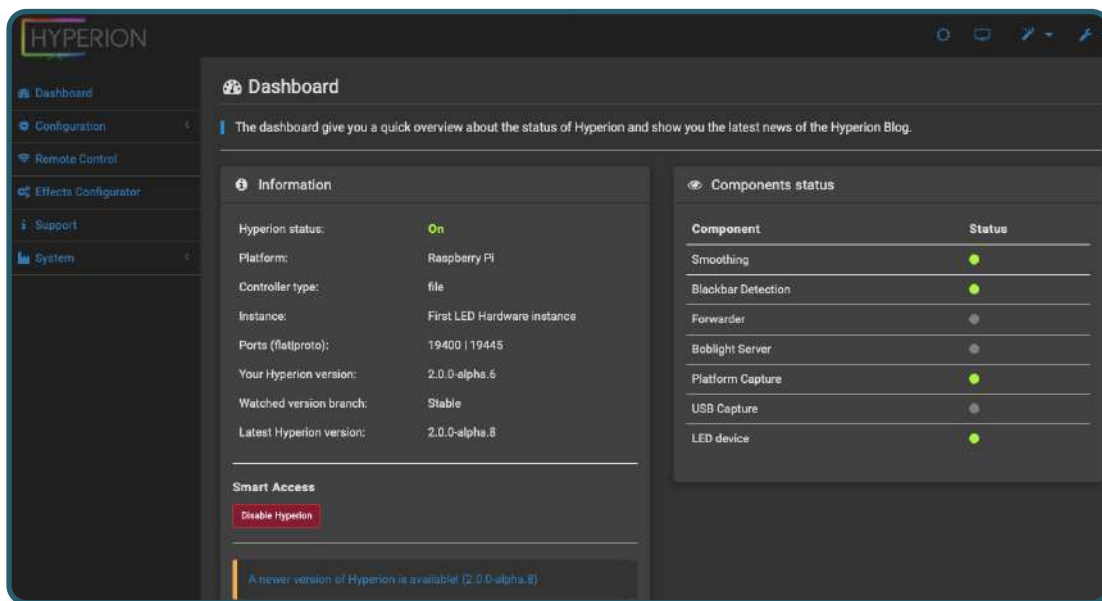 HYPERION
Dashboard
Configuration
Remote Control
Effects Configurator
Support
System
Dashboard
The dashboard give you a quick overview about the status of Hyperion and show you the latest news of the Hyperion Blog.
Information
Hyperion status: On
Platform: Raspberry Pi
Controller type: file
Instance: First LED Hardware instance
Ports (flat|proto): 19400 | 19445
Your Hyperion version: 2.0.0-alpha.6
Watched version branch: Stable
Latest Hyperion version: 2.0.0-alpha.8
Smart Access
Disable Hyperion
A newer version of Hyperion is available! (2.0.0-alpha.8)
Components status
Component Status
Smoothing
Blackbar Detection
Forwarder
Boblight Server
Platform Capture
USB Capture
LED device